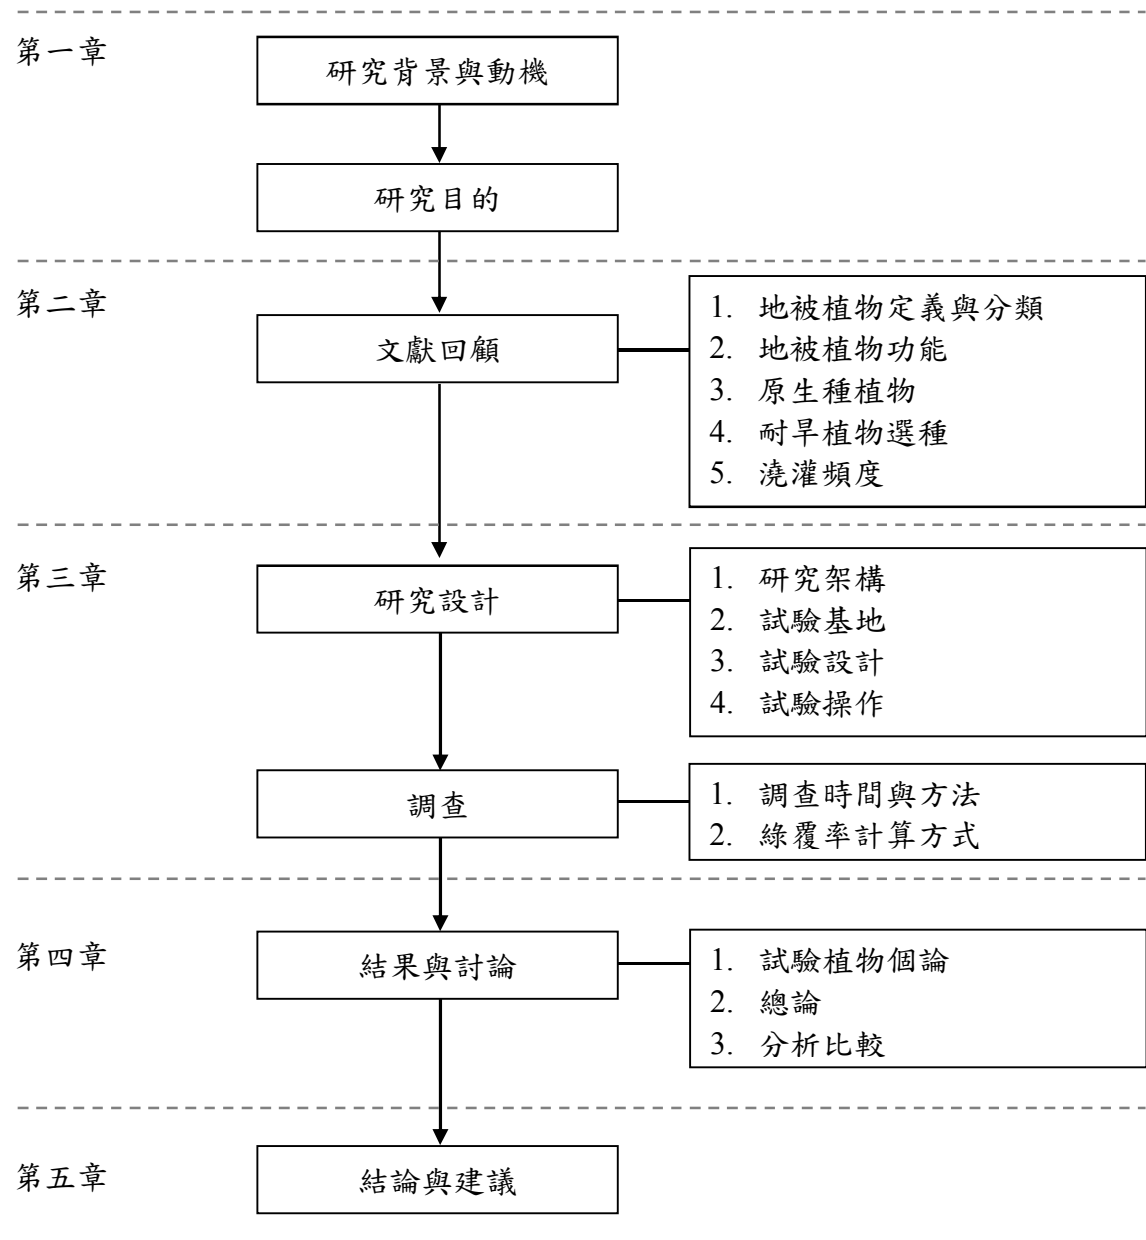 第一章
研究背景與動機
研究目的
第二章
文獻回顧
1. 地被植物定義與分類
2. 地被植物功能
3. 原生種植物
4. 耐旱植物選種
5. 澆灌頻度
第三章
研究設計
1. 研究架構
2. 試驗基地
3. 試驗設計
4. 試驗操作
調查
1. 調查時間與方法
2. 綠覆率計算方式
第四章
結果與討論
1. 試驗植物個論
2. 總論
3. 分析比較
第五章
結論與建議